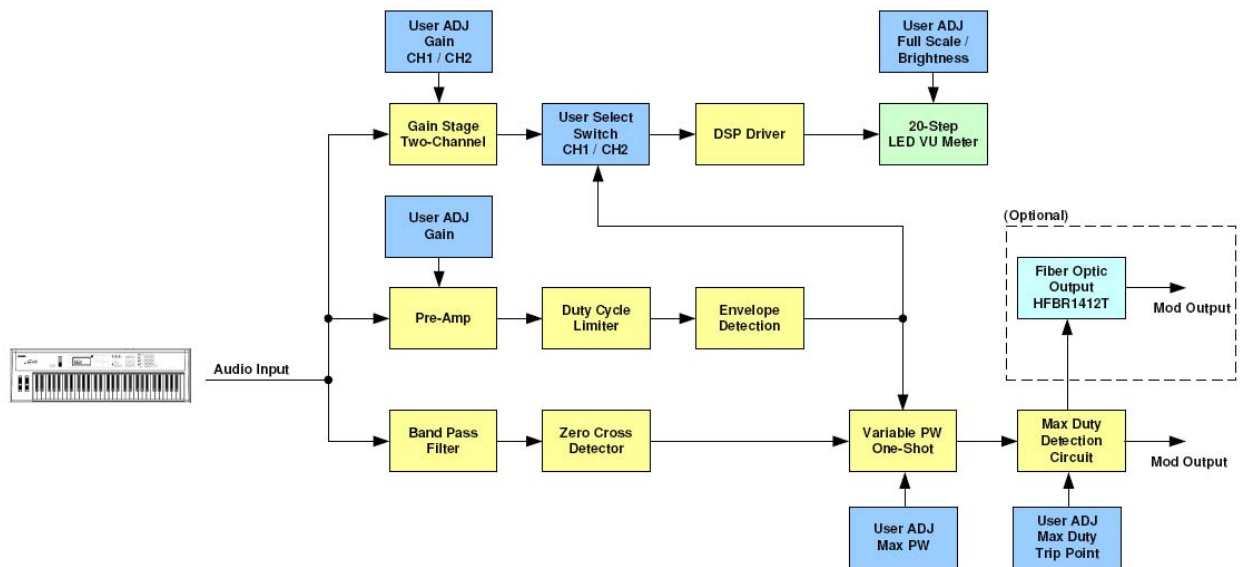 User ADJ
Gain
CH1 / CH2
User ADJ
Full Scale /
Brightness
Gain Stage
Two-Channel
User Select
Switch
CH1 / CH2
DSP Driver
20-Step
LED VU Meter
User ADJ
Gain
(Optional)
Fiber Optic
Output
HFBR1412T
Mod Output
Pre-Amp
Duty Cycle
Limiter
Envelope
Detection
Audio Input
Band Pass
Filter
Zero Cross
Detector
Variable PW
One-Shot
Max Duty
Detection
Circuit
Mod Output
User ADJ
Max PW
User ADJ
Max Duty
Trip Point